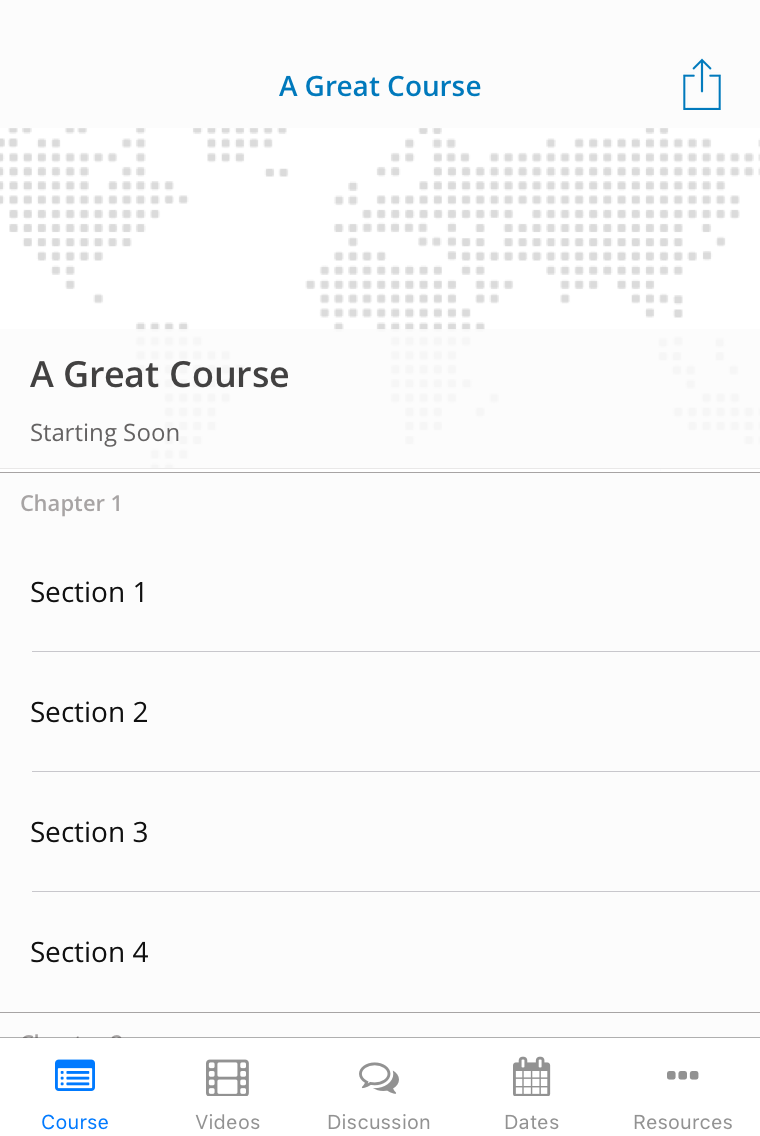 A Great Course
A Great Course
Starting Soon
Chapter 1
Section 1
Section 2
Section 3
Section 4
Course Videos Discussion Dates Resources